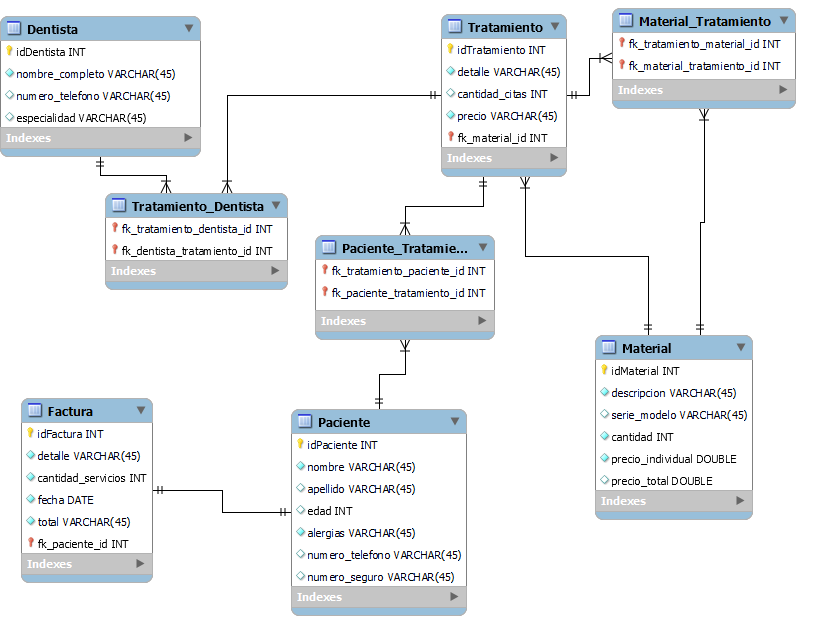 Dentista
idDentista INT
nombre_completo VARCHAR(45)
numero_telefono VARCHAR(45)
especialidad VARCHAR(45)
Indexes
Tratamiento
idTratamiento INT
detalle VARCHAR(45)
cantidad_citas INT
precio VARCHAR(45)
fk_material_id INT
Indexes
Material_Tratamiento
fk_tratamiento_material_id INT
fk_material_tratamiento_id INT
Indexes
Tratamiento_Dentista
fk_tratamiento_dentista_id INT
fk_dentista_tratamiento_id INT
Indexes
Paciente_Tratamie...
fk_tratamiento_paciente_id INT
fk_paciente_tratamiento_id INT
Indexes
Material
idMaterial INT
descripcion VARCHAR(45)
serie_modelo VARCHAR(45)
cantidad INT
precio_individual DOUBLE
precio_total DOUBLE
Indexes
Factura
idFactura INT
detalle VARCHAR(45)
cantidad_servicios INT
fecha DATE
total VARCHAR(45)
fk_paciente_id INT
Indexes
Paciente
idPaciente INT
nombre VARCHAR(45)
apellido VARCHAR(45)
edad INT
alergias VARCHAR(45)
numero_telefono VARCHAR(45)
numero_seguro VARCHAR(45)
Indexes